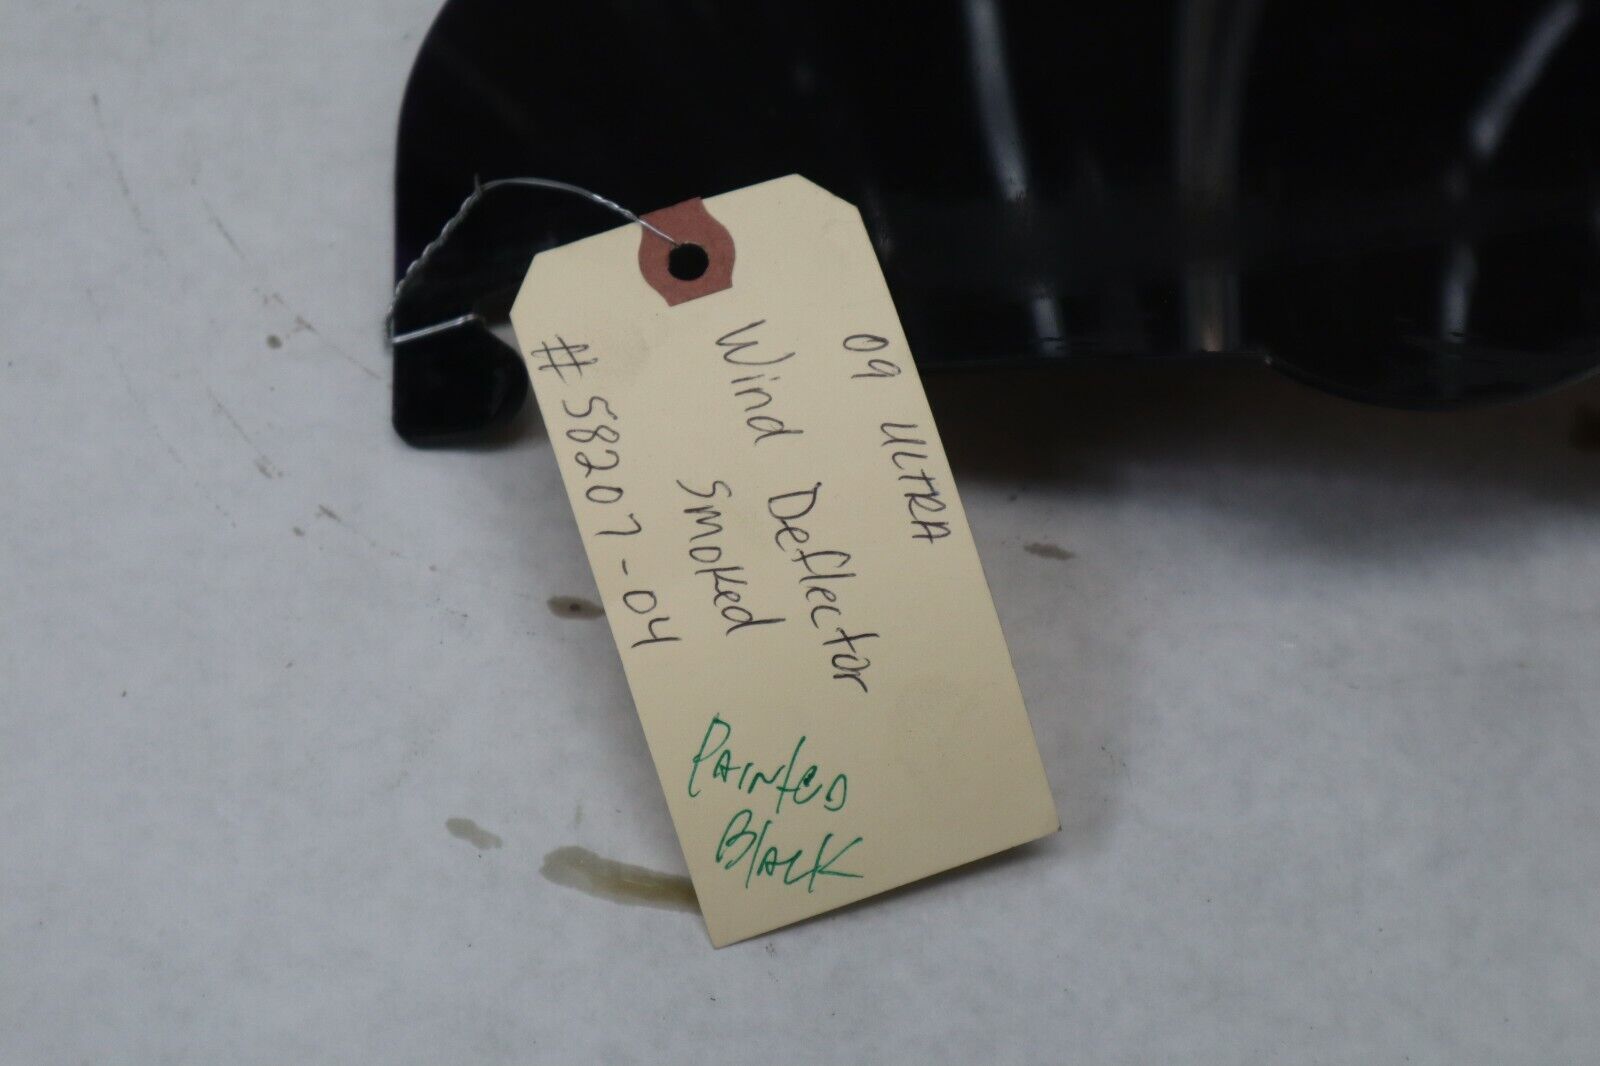 09 ULTRA
Wind Deflector
Smoked
#58207-04
PAINTED
BLACK